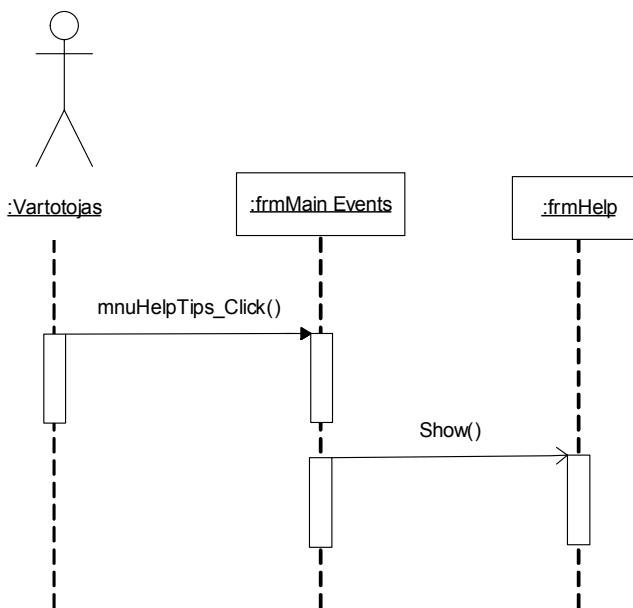 :Vartotojas
:frmMain Events
:frmHelp
mnuHelpTips_Click()
Show()